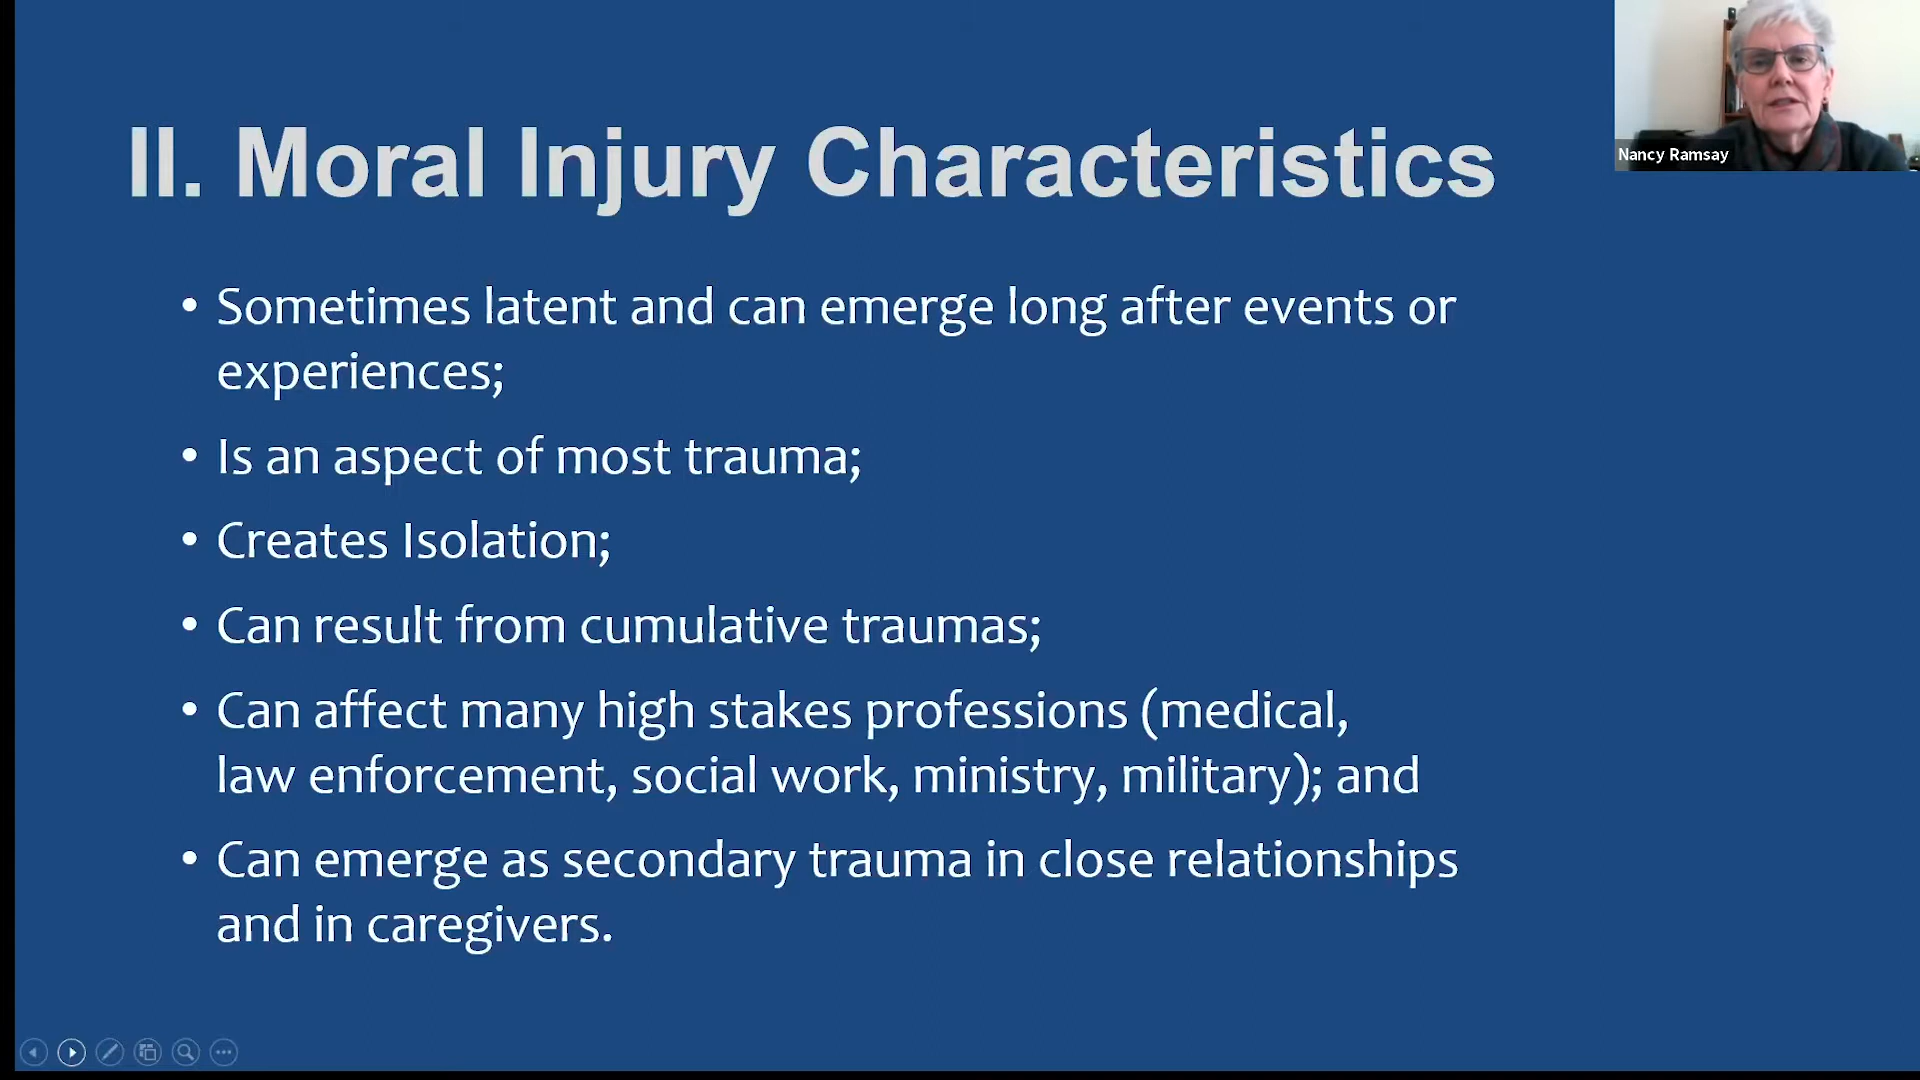 II. Moral Injury Characteristics
Nancy Ramsay
• Sometimes latent and can emerge long after events or
experiences;
• Is an aspect of most trauma;
• Creates Isolation;
• Can result from cumulative traumas;
• Can affect many high stakes professions (medical,
law enforcement, social work, ministry, military); and
• Can emerge as secondary trauma in close relationships
and in caregivers.